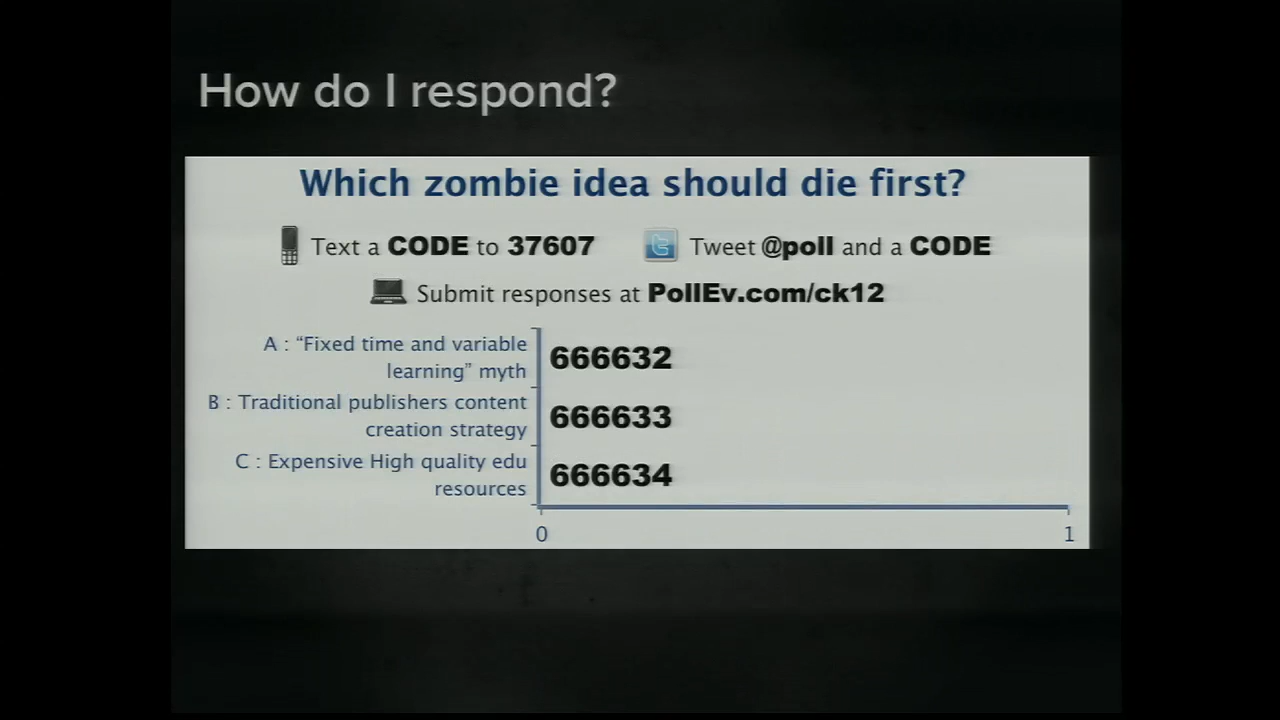 How do I respond?
Which zombie idea should die first?
Text a CODE to 37607
Tweet @poll and a CODE
Submit responses at PollEv.com/ck12
A : “Fixed time and variable
learning” myth
666632
B : Traditional publishers content
creation strategy
666633
C : Expensive High quality edu
resources
666634
0
1